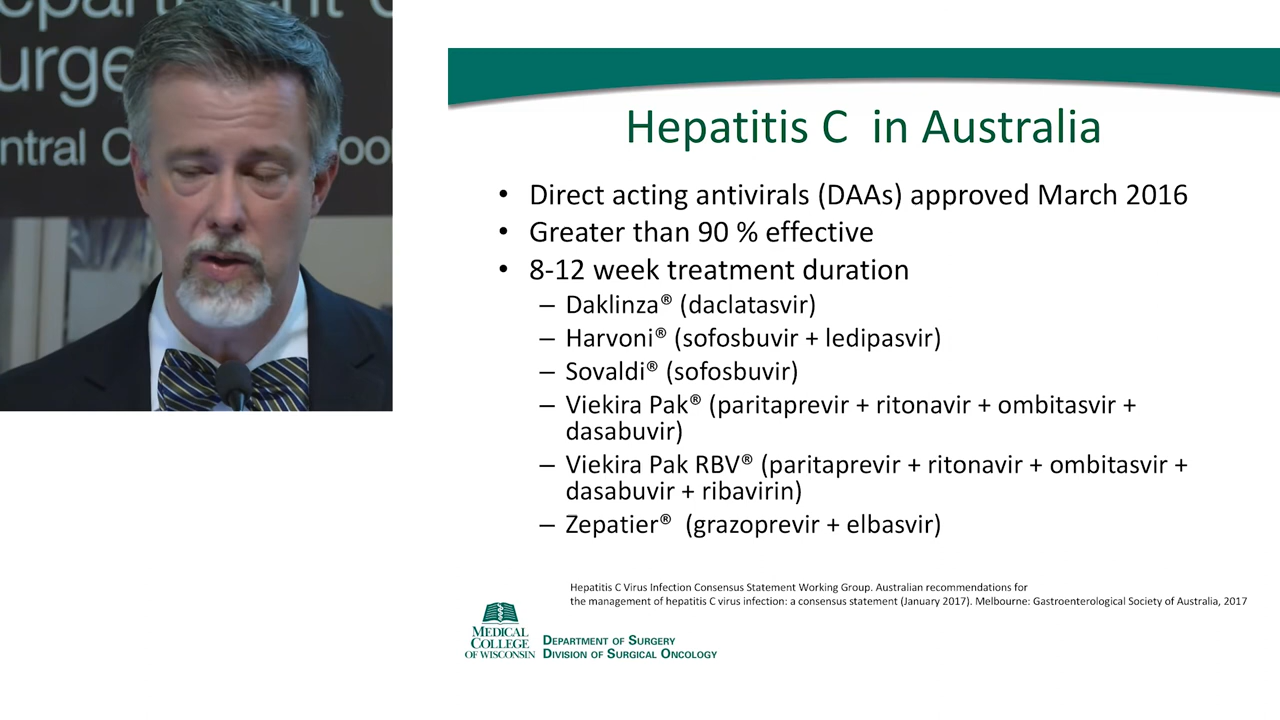 Department
Surge
ntral
Hepatitis C in Australia
• Direct acting antivirals (DAAs) approved March 2016
• Greater than 90 % effective
• 8-12 week treatment duration
– Daklinza® (daclatasvir)
– Harvoni® (sofosbuvir + ledipasvir)
– Sovaldi® (sofosbuvir)
– Viekira Pak® (paritaprevir + ritonavir + ombitasvir +
dasabuvir)
– Viekira Pak RBV® (paritaprevir + ritonavir + ombitasvir +
dasabuvir + ribavirin)
– Zepatier® (grazoprevir + elbasvir)
Hepatitis C Virus Infection Consensus Statement Working Group. Australian recommendations for
the management of hepatitis C virus infection: a consensus statement (January 2017). Melbourne: Gastroenterological Society of Australia, 2017
MEDICAL
COLLEGE
OF WISCONSIN
DEPARTMENT OF SURGERY
DIVISION OF SURGICAL ONCOLOGY